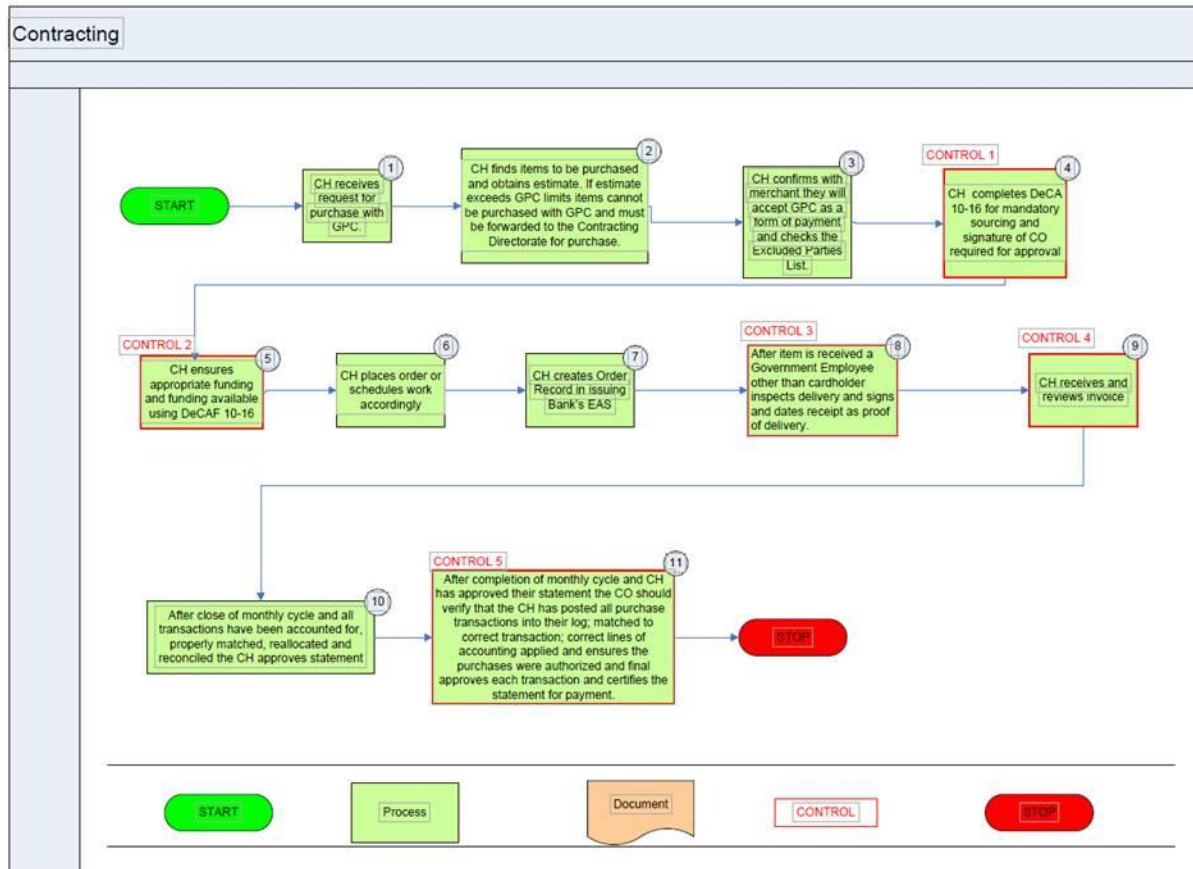 Contracting
START
1
CH receives
request for
purchase with
GPC.
2
CH finds items to be purchased
and obtains estimate. If estimate
exceeds GPC limits items cannot
be purchased with GPC and must
be forwarded to the Contracting
Directorate for purchase.
3
CH confirms with
merchant they will
accept GPC as a
form of payment
and checks the
Excluded Parties
List.
CONTROL 1
4
CH completes DeCA
10-16 for mandatory
sourcing and
signature of CO
required for approval
CONTROL 2
5
CH ensures
appropriate funding
and funding available
using DeCAF 10-16
6
CH places order or
schedules work
accordingly
7
CH creates Order
Record in issuing
Bank's EAS
CONTROL 3
8
After item is received a
Government Employee
other than cardholder
inspects delivery and signs
and dates receipt as proof
of delivery.
CONTROL 4
9
CH receives and
reviews invoice
10
After close of monthly cycle and all
transactions have been accounted for,
properly matched, reallocated and
reconciled the CH approves statement
CONTROL 5
11
After completion of monthly cycle and CH
has approved their statement the CO should
verify that the CH has posted all purchase
transactions into their log; matched to
correct transaction; correct lines of
accounting applied and ensures the
purchases were authorized and final
approves each transaction and certifies the
statement for payment.
STOP
START
Process
Document
CONTROL
STOP